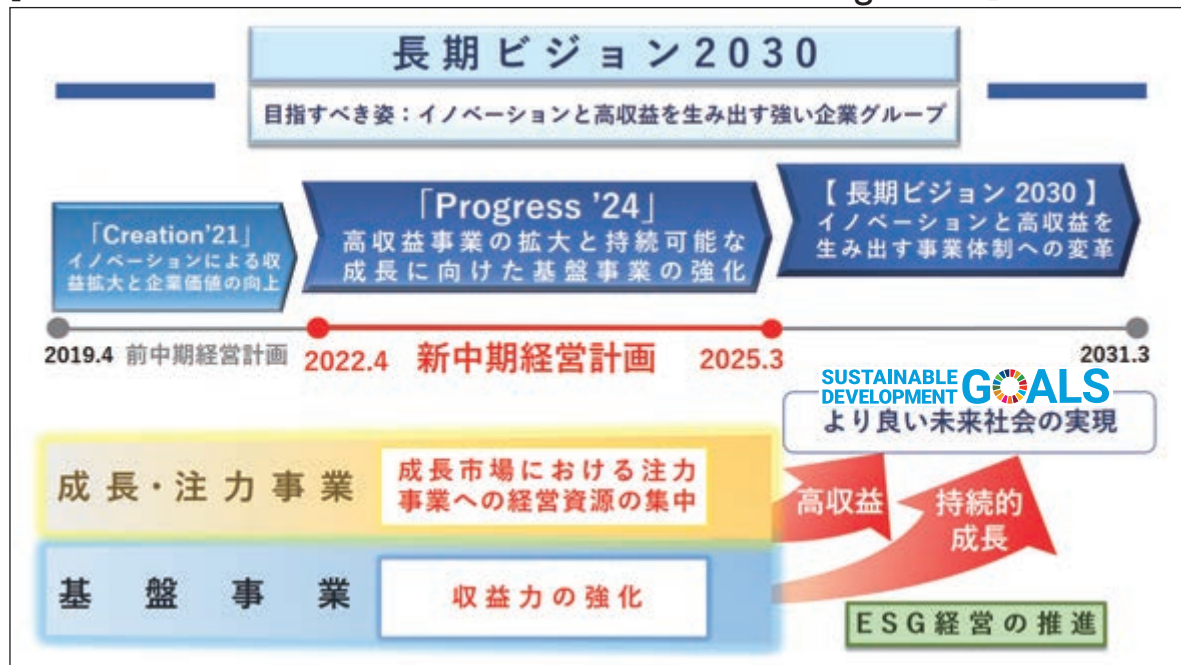 長期ビジョン2030
目指すべき姿：イノベーションと高収益を生み出す強い企業グループ
「Creation'21」
イノベーションによる収
益拡大と企業価値の向上
「Progress ’24」
高収益事業の拡大と持続可能な
成長に向けた基盤事業の強化
【 長期ビジョン 2030 】
イノベーションと高収益を
生み出す事業体制への変革
2019.4 前中期経営計画
2022.4 新中期経営計画 2025.3
2031.3
SUSTAINABLE
DEVELOPMENT GOALS
より良い未来社会の実現
成長・注力事業
成長市場における注力
事業への経営資源の集中
高収益
持続的
成長
基盤事業
収益力の強化
ESG経営の推進